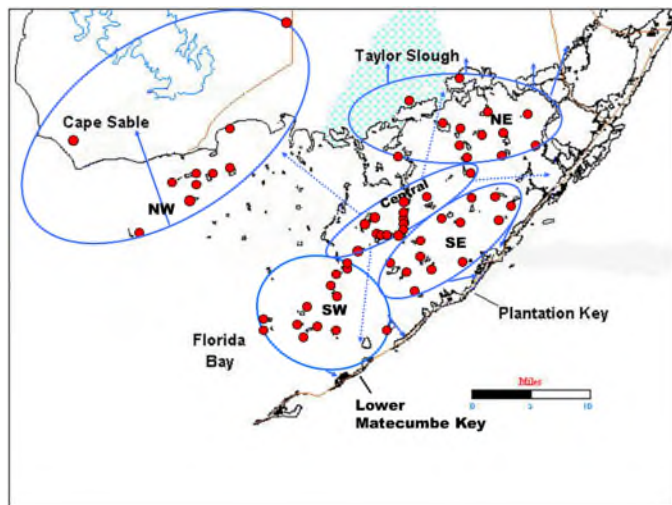 Taylor Slough
NE
Cape Sable
NW
Central
SE
SW
Plantation Key
Florida
Bay
Miles
0 5 10
Lower
Matecumbe Key